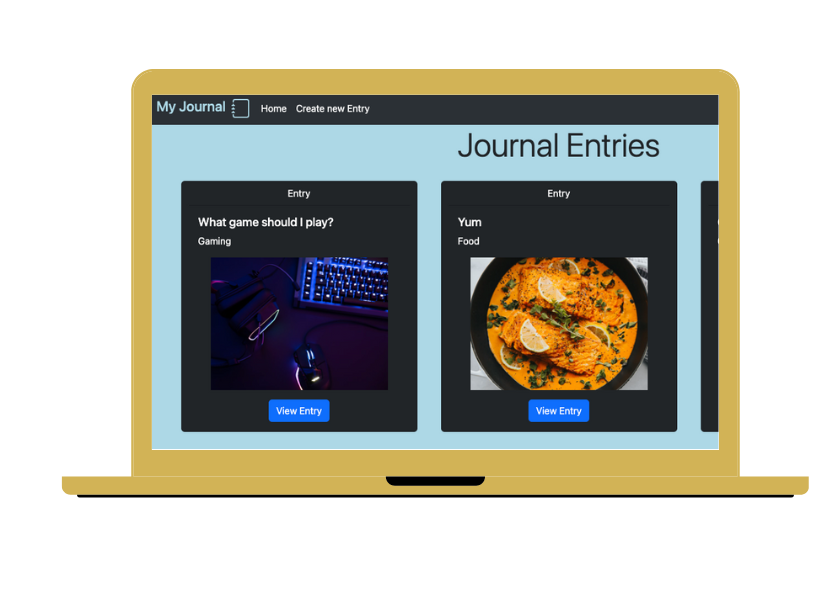 My Journal Home Create new Entry
Journal Entries
Entry
What game should I play?
Gaming
View Entry
Entry
Yum
Food
View Entry